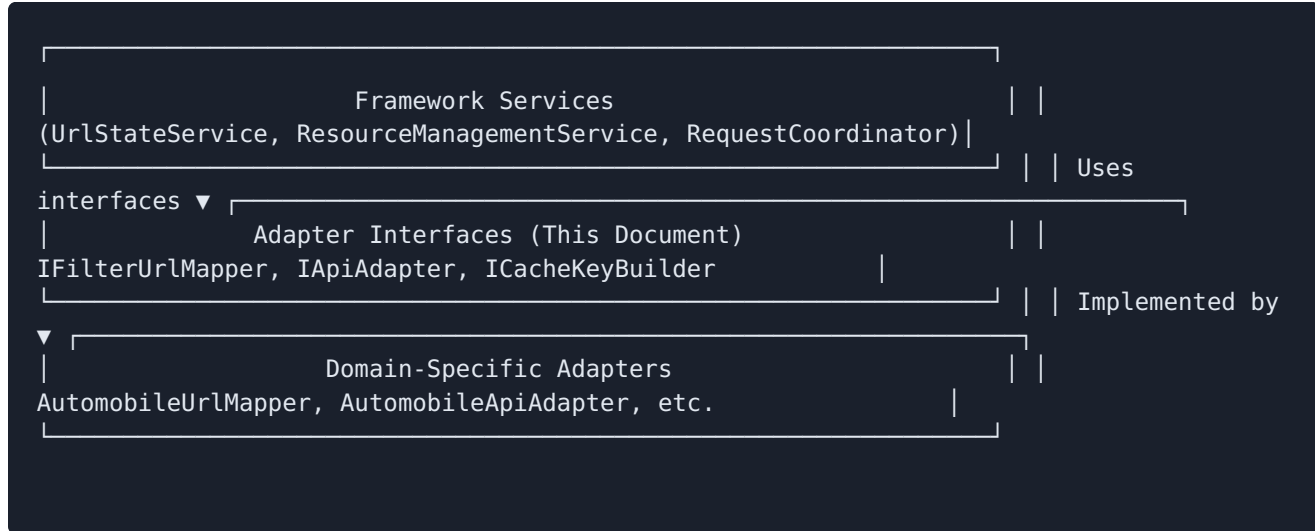 ┌──────────────────────────────────────────────────────────────┐
│                    Framework Services                          │ │
(UrlStateService, ResourceManagementService, RequestCoordinator)│
└──────────────────────────────────────────────────────────────┘ │ │ Uses
interfaces ▼ ┌──────────────────────────────────────────────────────────────┐
│             Adapter Interfaces (This Document)                 │ │
IFilterUrlMapper, IApiAdapter, ICacheKeyBuilder          │
└──────────────────────────────────────────────────────────────┘ │ │ Implemented by
▼ ┌──────────────────────────────────────────────────────────────┐
│                  Domain-Specific Adapters                      │ │
AutomobileUrlMapper, AutomobileApiAdapter, etc.               │
└──────────────────────────────────────────────────────────────┘